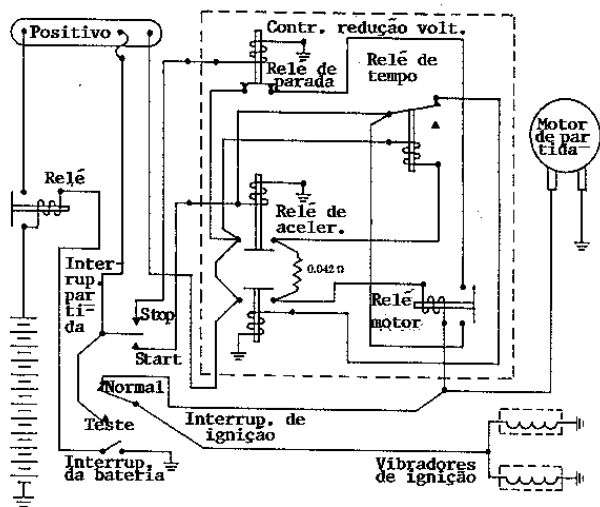 Positivo
Contr. redução volt.
Relé de
parada
Relé de
tempo
Motor
de par
tida
Relé
Relé de
aceler.
0.042 Ω
Inter-
rup.
par
ti-
da
Stop
Start
Relé
motor
Normal
Teste
Interrup. de
ignição
Interrup.
da bateria
Vibradores
de ignição